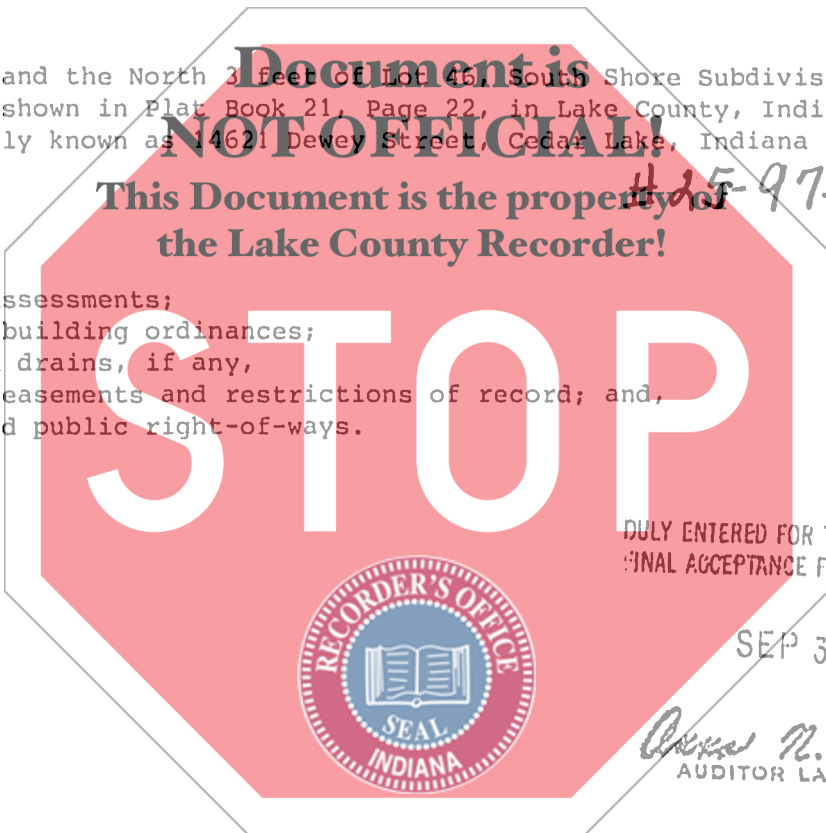 and the North 3 feet of Lot 46, South Shore Subdivis
Document is
shown in Plat Book 21, Page 22, in Lake County, Indi
ly known as 14621 Dewey Street, Cedar Lake, Indiana
NOT OFFICIAL!
This Document is the property of
#25-97-
the Lake County Recorder!
ssessments;
building ordinances;
drains, if any,
easements and restrictions of record; and,
d public right-of-ways.
STOP
DULY ENTERED FOR
FINAL ACCEPTANCE F
RECORDER'S OFFICE
SEAL
INDIANA
SEP 3
N.
AUDITOR LA